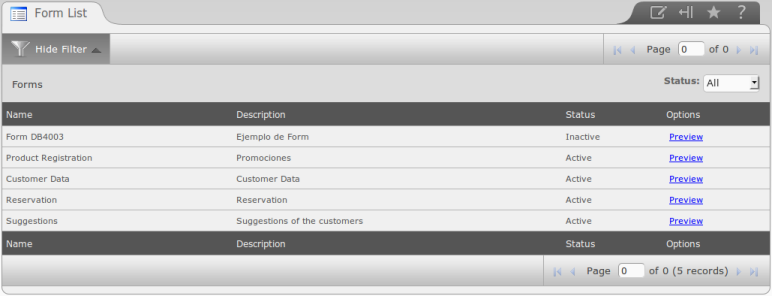 Form List ?
Hide Filter Page 0 of 0
Forms Status: All
Name Description Status Options
Form DB4003 Ejemplo de Form Inactive Preview
Product Registration Promociones Active Preview
Customer Data Customer Data Active Preview
Reservation Reservation Active Preview
Suggestions Suggestions of the customers Active Preview
Name Description Status Options
Page 0 of 0 (5 records)